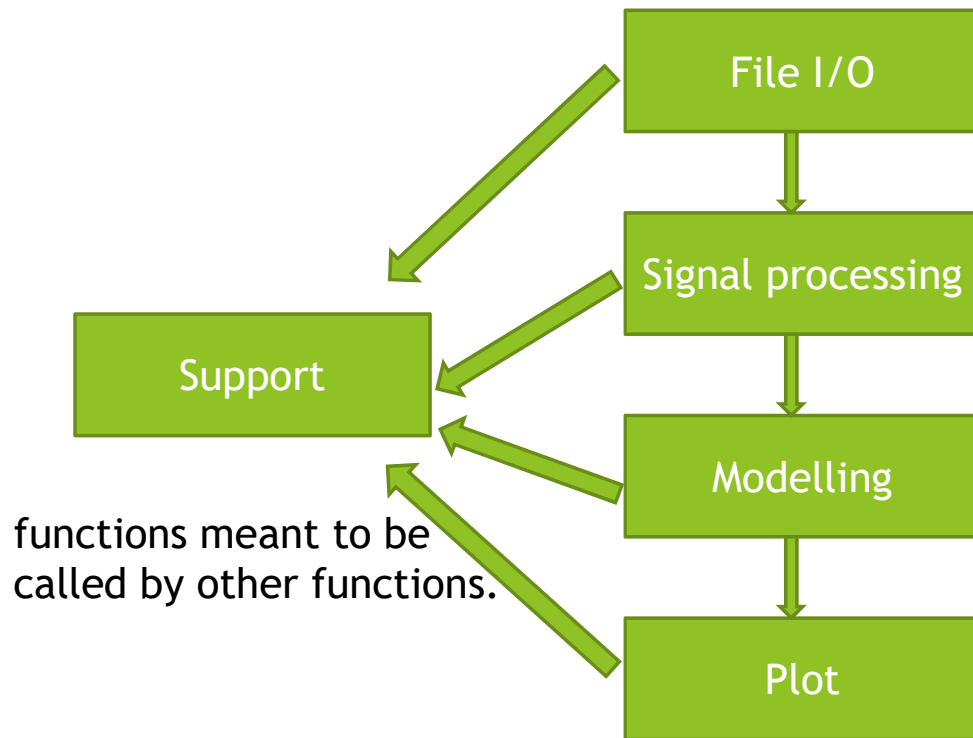 File I/O
Signal processing
Support
Modelling
functions meant to be
called by other functions.
Plot